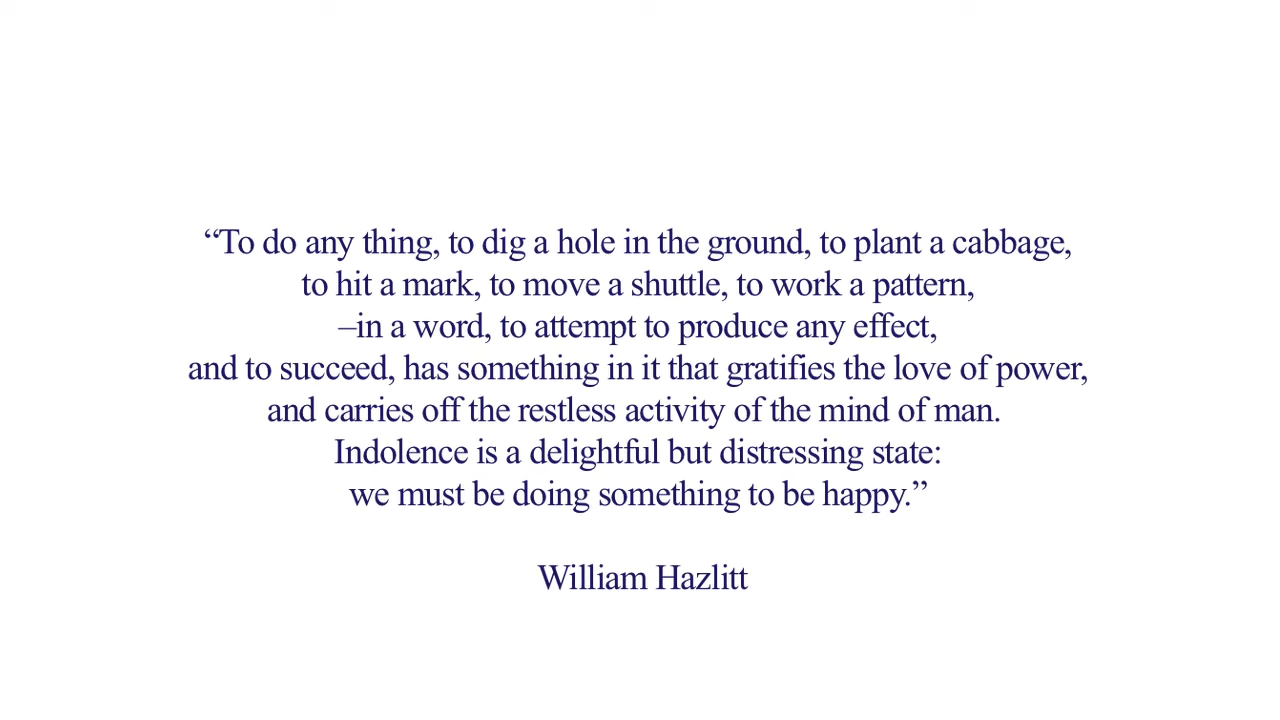 “To do any thing, to dig a hole in the ground, to plant a cabbage,
to hit a mark, to move a shuttle, to work a pattern,
–in a word, to attempt to produce any effect,
and to succeed, has something in it that gratifies the love of power,
and carries off the restless activity of the mind of man.
Indolence is a delightful but distressing state:
we must be doing something to be happy.”
William Hazlitt